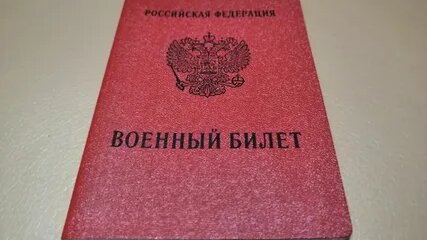 РОССИЙСКАЯ ФЕДЕРАЦИЯ
ВОЕННЫЙ БИЛЕТ